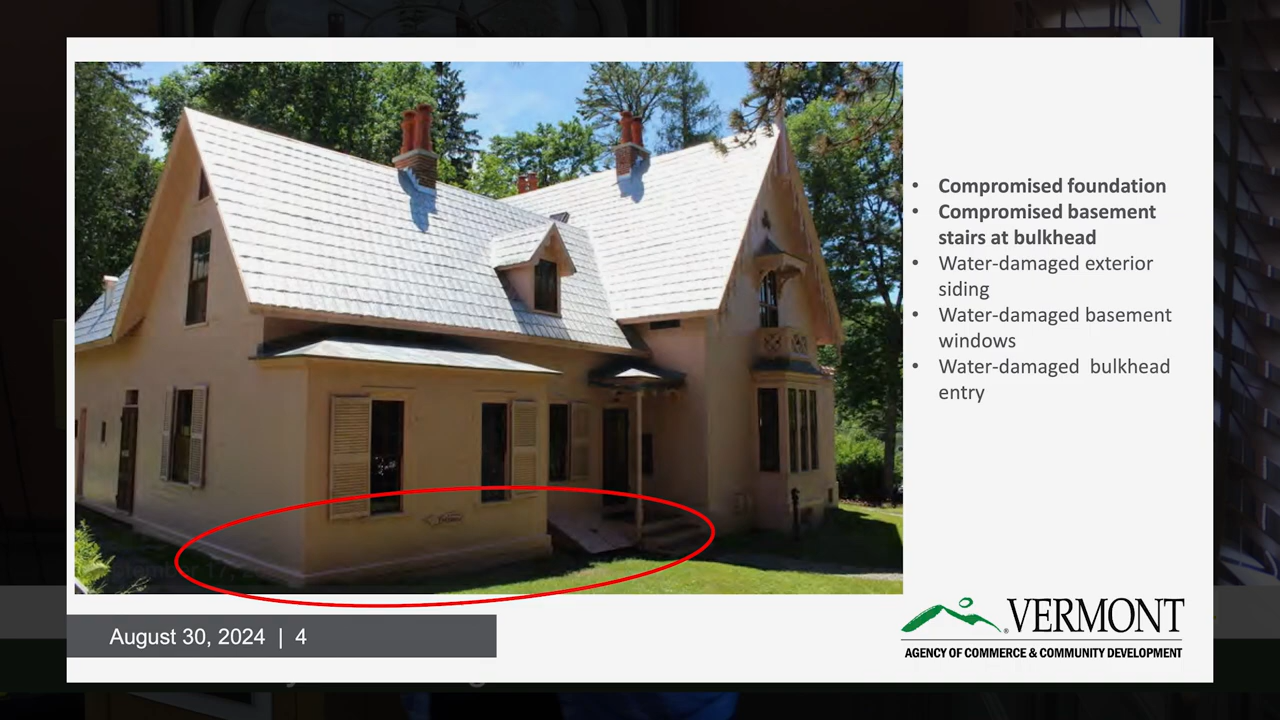 • Compromised foundation
• Compromised basement
stairs at bulkhead
• Water-damaged exterior
siding
• Water-damaged basement
windows
• Water-damaged bulkhead
entry
August 30, 2024 | 4
VERMONT
AGENCY OF COMMERCE & COMMUNITY DEVELOPMENT